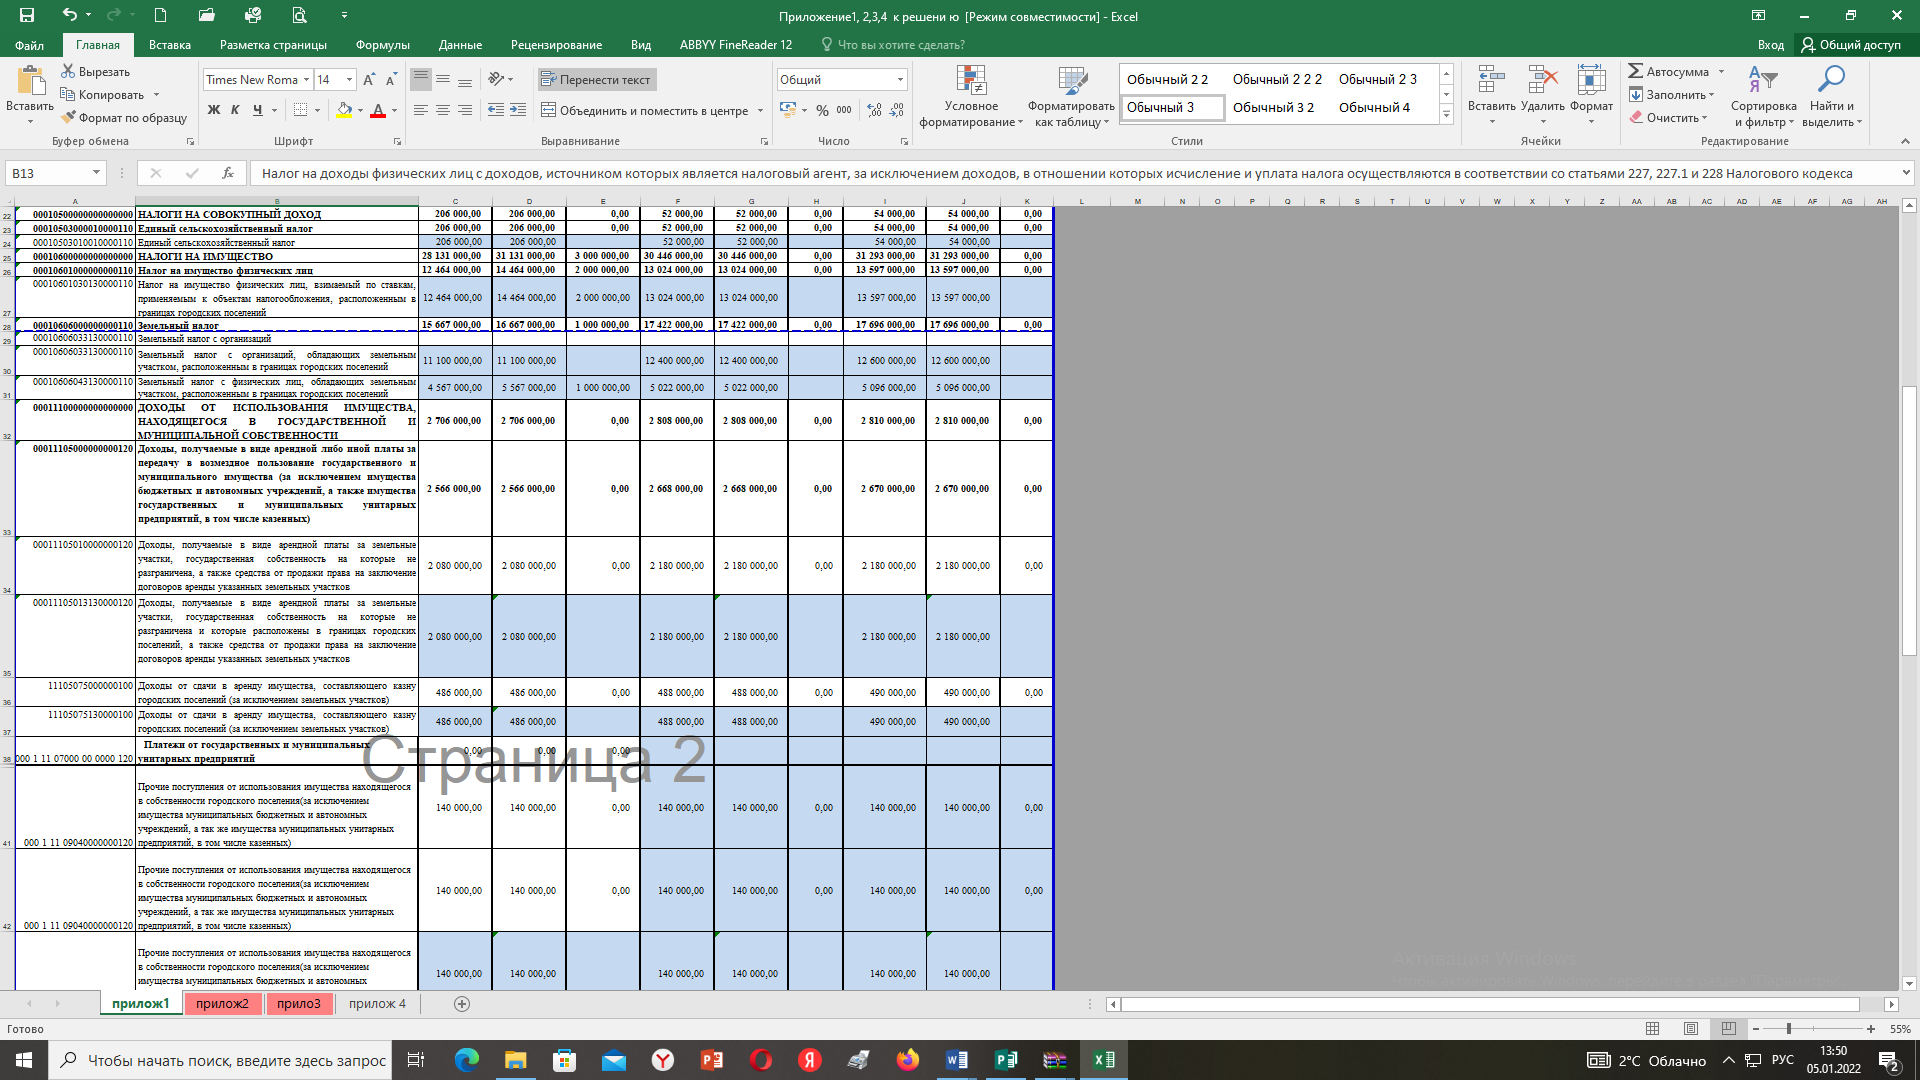 Приложение1, 2,3,4 к решени ю [Режим совместимости] - Excel
Файл Главная Вставка Разметка страницы Формулы Данные Рецензирование Вид ABBYY FineReader 12 Что вы хотите сделать? Вход Общий доступ
Вставить
Вырезать
Копировать
Формат по образцу
Буфер обмена
Times New Roma 14
Ж К Ч
Шрифт
Перенести текст
Объединить и поместить в центре
Выравнивание
Общий
% 000
Число
Условное форматирование
Форматировать как таблицу
Обычный 2 2 Обычный 2 2 2 Обычный 2 3
Обычный 3 Обычный 3 2 Обычный 4
Стили
Вставить Удалить Формат
Ячейки
Автосумма
Заполнить
Очистить
Сортировка и фильтр
Найти и выделить
Редактирование
B13 fx Налог на доходы физических лиц с доходов, источником которых является налоговый агент, за исключением доходов, в отношении которых исчисление и уплата налога осуществляются в соответствии со статьями 227, 227.1 и 228 Налогового кодекса
A B C D E F G H I J K L M N O P Q R S T U V W X Y Z AA AB AC AD AE AF AG AH
22 00010500000000000000 НАЛОГИ НА СОВОКУПНЫЙ ДОХОД 206 000,00 206 000,00 0,00 52 000,00 52 000,00 0,00 54 000,00 54 000,00 0,00
23 00010503000010000110 Единый сельскохозяйственный налог 206 000,00 206 000,00 0,00 52 000,00 52 000,00 0,00 54 000,00 54 000,00 0,00
24 00010503010010000110 Единый сельскохозяйственный налог 206 000,00 206 000,00 52 000,00 52 000,00 54 000,00 54 000,00
25 00010600000000000000 НАЛОГИ НА ИМУЩЕСТВО 28 131 000,00 31 131 000,00 3 000 000,00 30 446 000,00 30 446 000,00 0,00 31 293 000,00 31 293 000,00 0,00
26 00010601000000000110 Налог на имущество физических лиц 12 464 000,00 14 464 000,00 2 000 000,00 13 024 000,00 13 024 000,00 0,00 13 597 000,00 13 597 000,00 0,00
27 00010601030130000110 Налог на имущество физических лиц, взимаемый по ставкам,
применяемым к объектам налогообложения, расположенным в
границах городских поселений
12 464 000,00 14 464 000,00 2 000 000,00 13 024 000,00 13 024 000,00 13 597 000,00 13 597 000,00
28 00010606000000000110 Земельный налог 15 667 000,00 16 667 000,00 1 000 000,00 17 422 000,00 17 422 000,00 0,00 17 696 000,00 17 696 000,00 0,00
29 00010606033130000110 Земельный налог с организаций
30 00010606033130000110 Земельный налог с организаций, обладающих земельным
участком, расположенным в границах городских поселений
11 100 000,00 11 100 000,00 12 400 000,00 12 400 000,00 12 600 000,00 12 600 000,00
31 00010606043130000110 Земельный налог с физических лиц, обладающих земельным
участком, расположенным в границах городских поселений
4 567 000,00 5 567 000,00 1 000 000,00 5 022 000,00 5 022 000,00 5 096 000,00 5 096 000,00
32 00011100000000000000 ДОХОДЫ ОТ ИСПОЛЬЗОВАНИЯ ИМУЩЕСТВА,
НАХОДЯЩЕГОСЯ В ГОСУДАРСТВЕННОЙ И
МУНИЦИПАЛЬНОЙ СОБСТВЕННОСТИ
2 706 000,00 2 706 000,00 0,00 2 808 000,00 2 808 000,00 0,00 2 810 000,00 2 810 000,00 0,00
33 00011105000000000120 Доходы, получаемые в виде арендной либо иной платы за
передачу в возмездное пользование государственного и
муниципального имущества (за исключением имущества
бюджетных и автономных учреждений, а также имущества
государственных и муниципальных унитарных
предприятий, в том числе казенных)
2 566 000,00 2 566 000,00 0,00 2 668 000,00 2 668 000,00 0,00 2 670 000,00 2 670 000,00 0,00
34 00011105010000000120 Доходы, получаемые в виде арендной платы за земельные
участки, государственная собственность на которые не
разграничена, а также средства от продажи права на заключение
договоров аренды указанных земельных участков
2 080 000,00 2 080 000,00 0,00 2 180 000,00 2 180 000,00 0,00 2 180 000,00 2 180 000,00 0,00
35 00011105013130000120 Доходы, получаемые в виде арендной платы за земельные
участки, государственная собственность на которые не
разграничена и которые расположены в границах городских
поселений, а также средства от продажи права на заключение
договоров аренды указанных земельных участков
2 080 000,00 2 080 000,00 2 180 000,00 2 180 000,00 2 180 000,00 2 180 000,00
36 11105075000000100 Доходы от сдачи в аренду имущества, составляющего казну
городских поселений (за исключением земельных участков)
486 000,00 486 000,00 0,00 488 000,00 488 000,00 0,00 490 000,00 490 000,00 0,00
37 11105075130000100 Доходы от сдачи в аренду имущества, составляющего казну
городских поселений (за исключением земельных участков)
486 000,00 486 000,00 488 000,00 488 000,00 490 000,00 490 000,00
38 000 1 11 07000 00 0000 120 Платежи от государственных и муниципальных
унитарных предприятий
0,00 0,00 0,00
Страница 2
41 000 1 11 09040000000120 Прочие поступления от использования имущества находящегося
в собственности городского поселения(за исключением
имущества муниципальных бюджетных и автономных
учреждений, а так же имущества муниципальных унитарных
предприятий, в том числе казенных)
140 000,00 140 000,00 0,00 140 000,00 140 000,00 0,00 140 000,00 140 000,00 0,00
42 000 1 11 09040000000120 Прочие поступления от использования имущества находящегося
в собственности городского поселения(за исключением
имущества муниципальных бюджетных и автономных
учреждений, а так же имущества муниципальных унитарных
предприятий, в том числе казенных)
140 000,00 140 000,00 0,00 140 000,00 140 000,00 0,00 140 000,00 140 000,00 0,00
Прочие поступления от использования имущества находящегося
в собственности городского поселения(за исключением
имущества муниципальных бюджетных и автономных
140 000,00 140 000,00 140 000,00 140 000,00 140 000,00 140 000,00
Активация Windows
прилож1 прилож2 прило3 прилож 4
Готово 55%
Чтобы начать поиск, введите здесь запрос
2°C Облачно РУС 13:50
05.01.2022
2